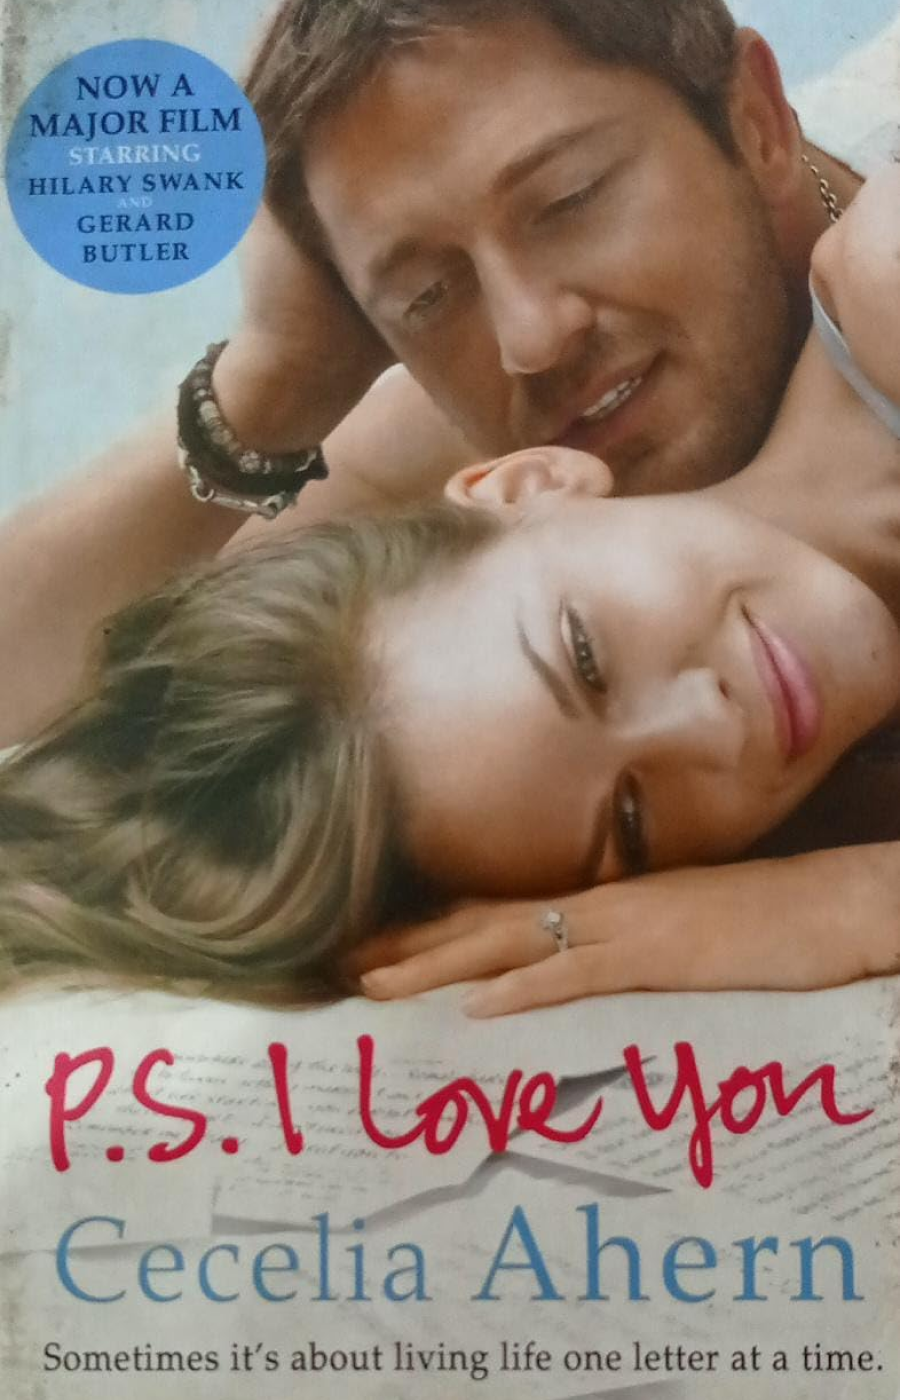 NOW A
MAJOR FILM
STARRING
HILARY SWANK
AND
GERARD
BUTLER
P.S. I Love You
Cecelia Ahern
Sometimes it's about living life one letter at a time.